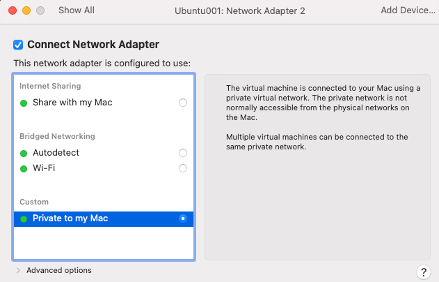 Show All
Ubuntu001: Network Adapter 2
Add Device...
Connect Network Adapter
This network adapter is configured to use:
Internet Sharing
Share with my Mac
Bridged Networking
Autodetect
Wi-Fi
Custom
Private to my Mac
The virtual machine is connected to your Mac using a
private virtual network. The private network is not
normally accessible from the physical networks on
the Mac.
Multiple virtual machines can be connected to the
same private network.
Advanced options
?